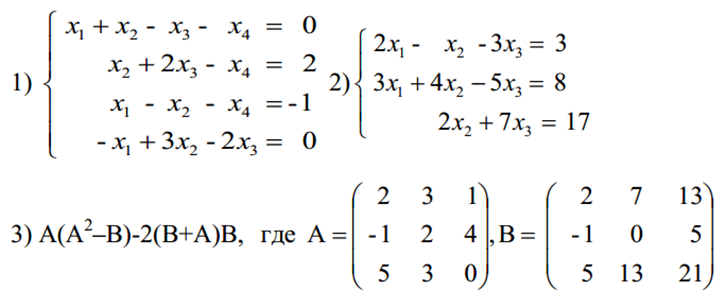 1) { x₁ + x₂ - x₃ - x₄ = 0
x₂ + 2x₃ - x₄ = 2
x₁ - x₂ - x₄ = -1
- x₁ + 3x₂ - 2x₃ = 0
2) { 2x₁ - x₂ - 3x₃ = 3
3x₁ + 4x₂ – 5x₃ = 8
2x₂ + 7x₃ = 17
3) A(A²–B)-2(B+A)B, где A = ( 2 3 1
-1 2 4
5 3 0 ), B = ( 2 7 13
-1 0 5
5 13 21 )